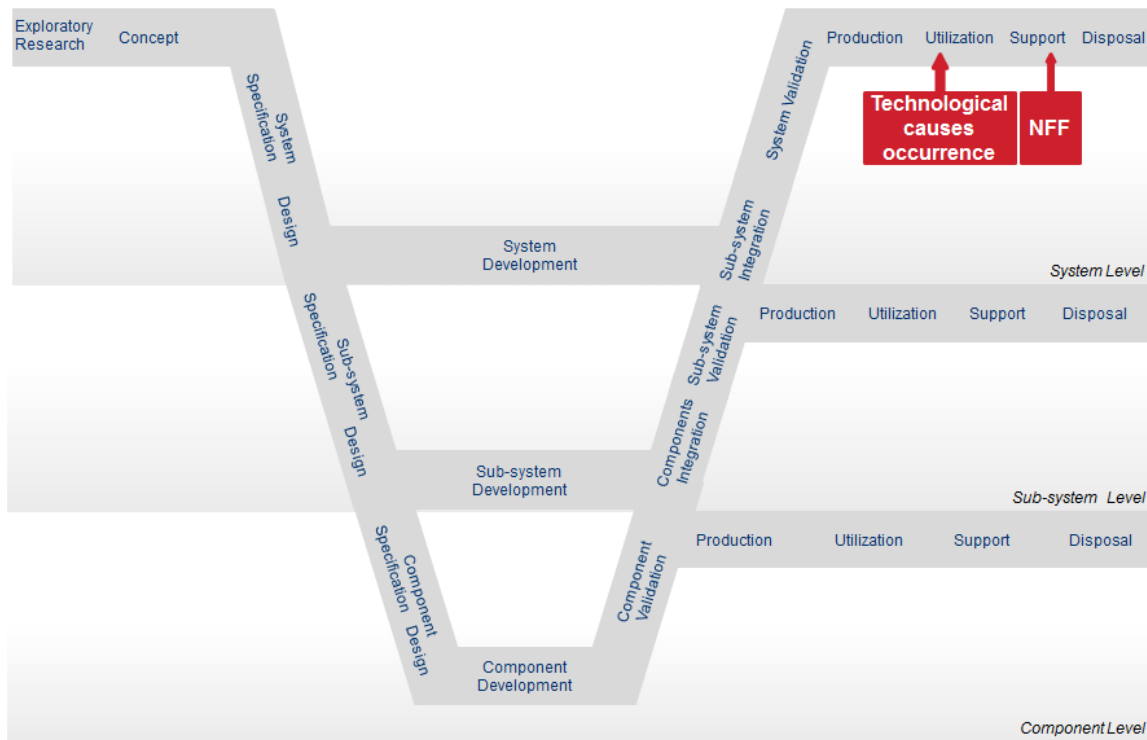 Exploratory
Research
Concept
Production
Utilization
Support
Disposal
Technological
causes
occurrence
NFF
System
Specification
Design
System Validation
Sub-system
Integration
System
Development
System Level
Sub-system
Specification
Design
Sub-system
Validation
Components
Integration
Production
Utilization
Support
Disposal
Sub-system
Development
Sub-system Level
Component
Specification
Design
Component
Validation
Production
Utilization
Support
Disposal
Component
Development
Component Level